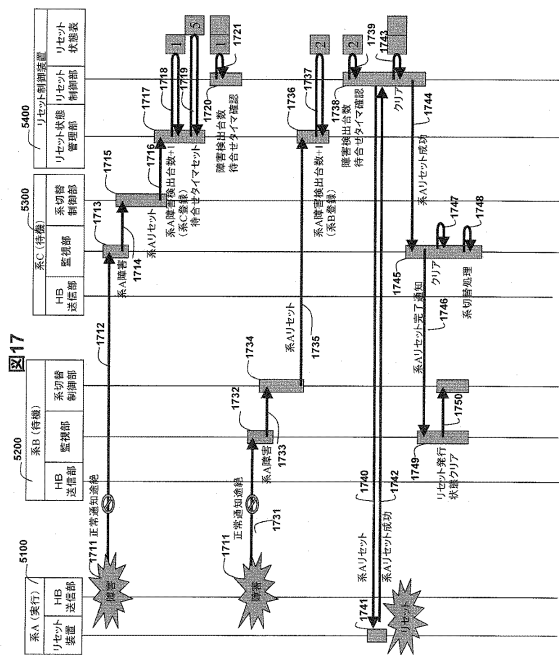 図17
5100
系A（実行）
リセット装置
HB送信部
5200
系B（待機）
HB送信部
監視部
系切替制御部
5300
系C（待機）
HB送信部
監視部
系切替制御部
5400
リセット制御装置
リセット状態管理部
リセット制御部
リセット状態表
1711
障害
正常通知途絶
1712
1713
系A障害
1714
1715
系Aリセット
1716
1717
系A障害検出台数+1
(系C登録)
1718
1
待合せタイマセット
1719
5
1720
障害検出台数
待合せタイマ確認
1
1721
1711
障害
正常通知途絶
1731
1732
系A障害
1733
1734
系Aリセット
1735
1736
系A障害検出台数+1
(系B登録)
1737
2
1738
障害検出台数
待合せタイマ確認
2
1739
1740
系Aリセット
1741
系Aリセット成功
1742
リセット
クリア
1743
系Aリセット成功
1744
1745
系Aリセット完了通知
1746
クリア
1747
系切替処理
1748
1749
リセット発行
状態クリア
1750